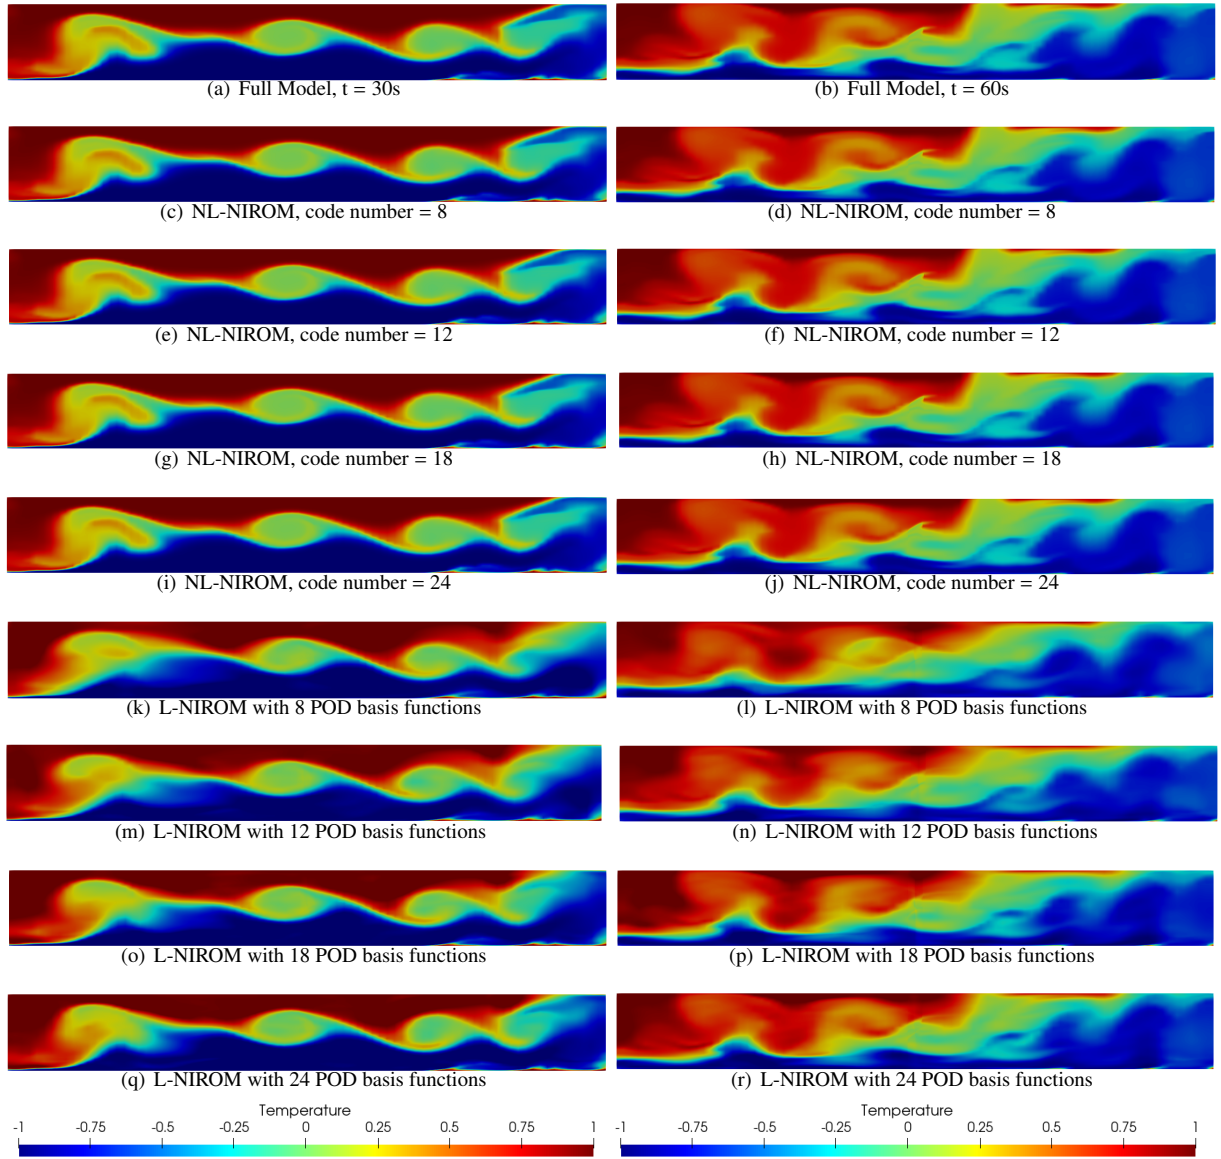 (a) Full Model, t = 30s
(b) Full Model, t = 60s
(c) NL-NIROM, code number = 8
(d) NL-NIROM, code number = 8
(e) NL-NIROM, code number = 12
(f) NL-NIROM, code number = 12
(g) NL-NIROM, code number = 18
(h) NL-NIROM, code number = 18
(i) NL-NIROM, code number = 24
(j) NL-NIROM, code number = 24
(k) L-NIROM with 8 POD basis functions
(l) L-NIROM with 8 POD basis functions
(m) L-NIROM with 12 POD basis functions
(n) L-NIROM with 12 POD basis functions
(o) L-NIROM with 18 POD basis functions
(p) L-NIROM with 18 POD basis functions
(q) L-NIROM with 24 POD basis functions
(r) L-NIROM with 24 POD basis functions
Temperature
-1 -0.75 -0.5 -0.25 0 0.25 0.5 0.75 1
Temperature
-1 -0.75 -0.5 -0.25 0 0.25 0.5 0.75 1